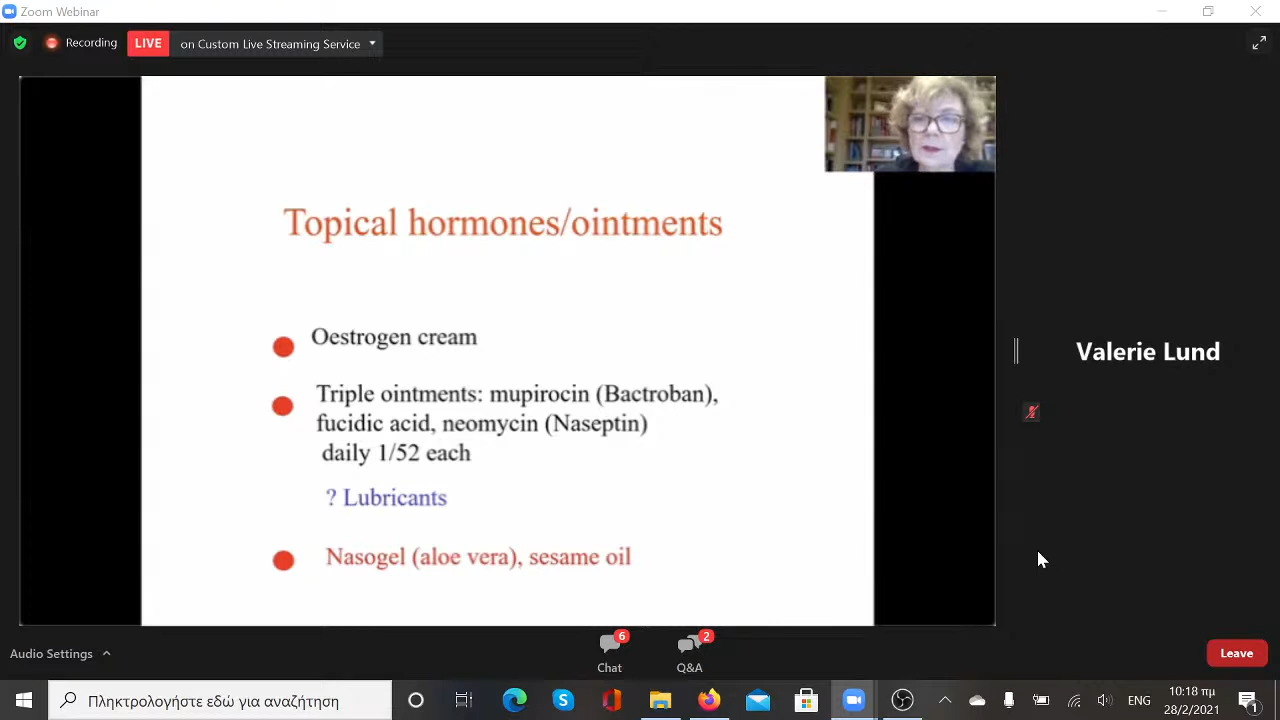 Zoom Webinar
Recording
LIVE
on Custom Live Streaming Service
Topical hormones/ointments
Oestrogen cream
Triple ointments: mupirocin (Bactroban),
fucidic acid, neomycin (Naseptin)
daily 1/52 each
? Lubricants
Nasogel (aloe vera), sesame oil
Valerie Lund
Audio Settings
6
Chat
2
Q&A
Leave
Πληκτρολογήστε εδώ για αναζήτηση
ENG
10:18 πμ
28/2/2021
1